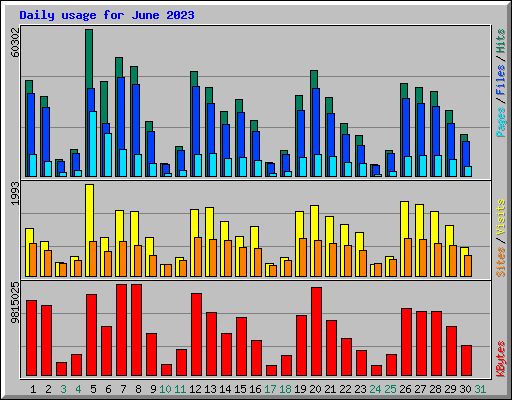 Daily usage for June 2023
60302
Pages / Files / Hits
4993
Sites / Visits
9815025
KBytes
1 2 3 4 5 6 7 8 9 10 11 12 13 14 15 16 17 18 19 20 21 22 23 24 25 26 27 28 29 30 31